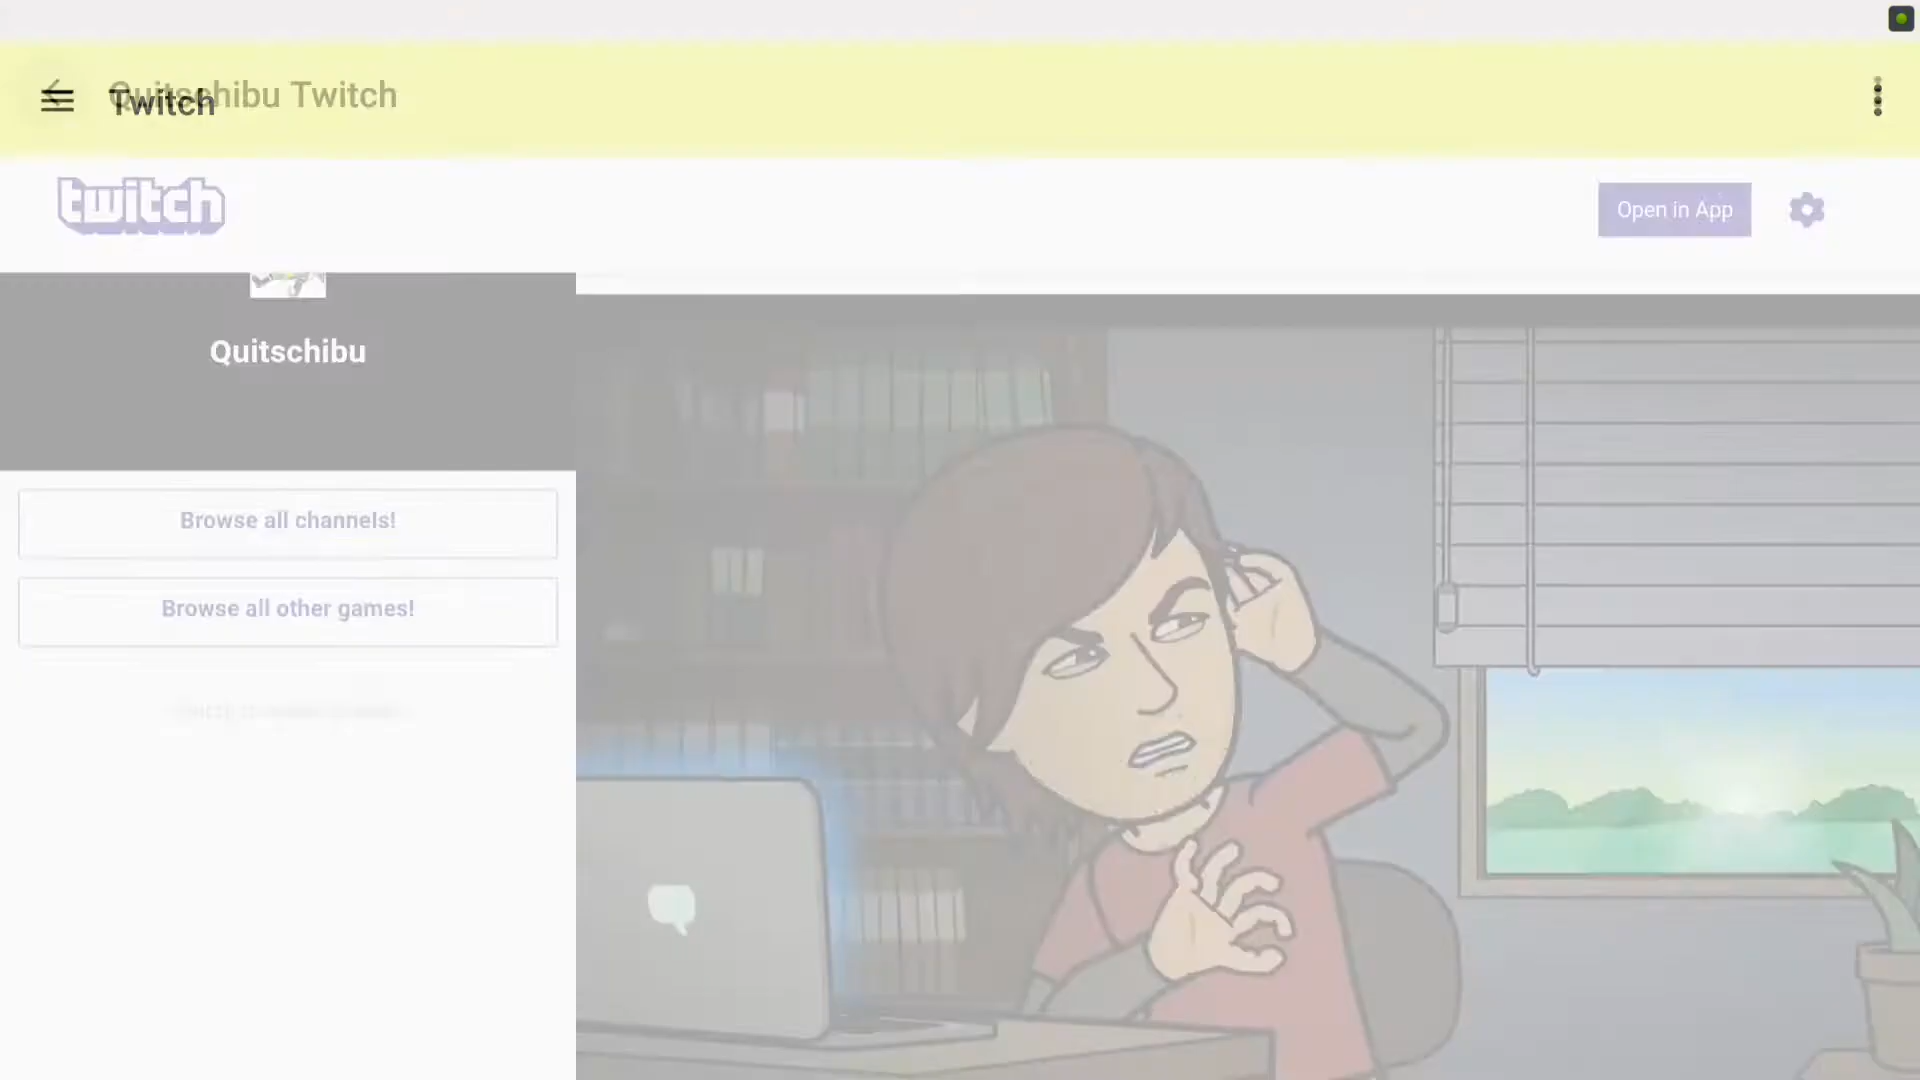 Quitschibu Twitch
Twitch
twitch
Open in App
Quitschibu
Browse all channels!
Browse all other games!